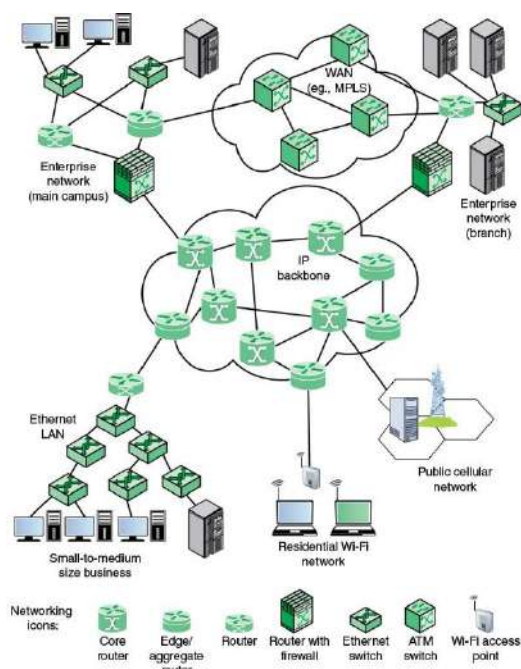 WAN
(eg., MPLS)
Enterprise
network
(main campus)
Enterprise
network
(branch)
IP
backbone
Ethernet
LAN
Public cellular
network
Residential Wi-Fi
network
Small-to-medium
size business
Networking
icons:
Core
router
Edge/
aggregate
router
Router
Router with
firewall
Ethernet
switch
ATM
switch
Wi-Fi access
point